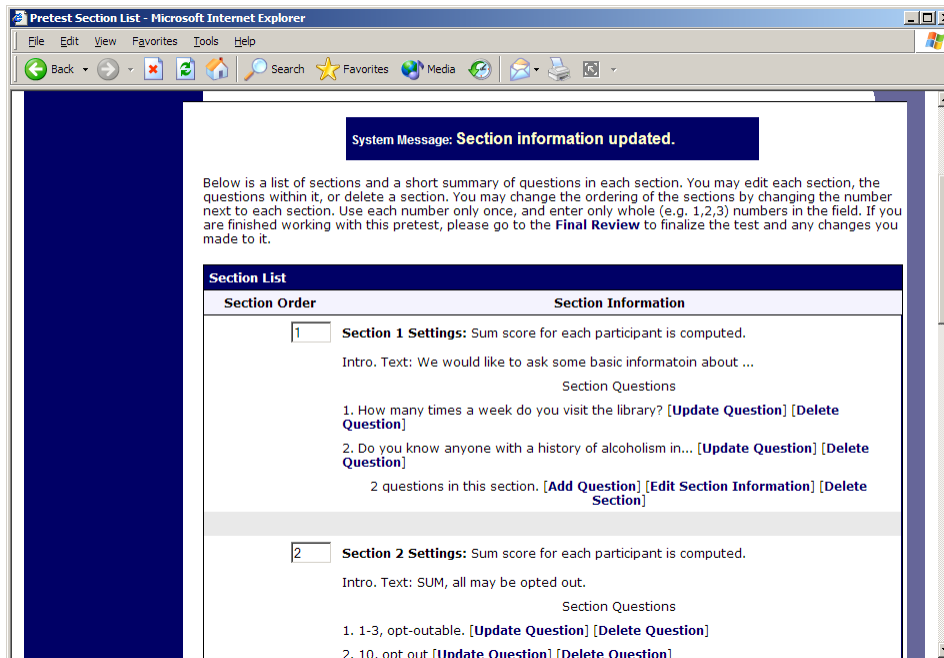 Pretest Section List - Microsoft Internet Explorer
File Edit View Favorites Tools Help
Back Search Favorites Media
System Message: Section information updated.
Below is a list of sections and a short summary of questions in each section. You may edit each section, the
questions within it, or delete a section. You may change the ordering of the sections by changing the number
next to each section. Use each number only once, and enter only whole (e.g. 1,2,3) numbers in the field. If you
are finished working with this pretest, please go to the Final Review to finalize the test and any changes you
made to it.
Section List
Section Order Section Information
1 Section 1 Settings: Sum score for each participant is computed.
Intro. Text: We would like to ask some basic informatoin about ...
Section Questions
1. How many times a week do you visit the library? [Update Question] [Delete
Question]
2. Do you know anyone with a history of alcoholism in... [Update Question] [Delete
Question]
2 questions in this section. [Add Question] [Edit Section Information] [Delete
Section]
2 Section 2 Settings: Sum score for each participant is computed.
Intro. Text: SUM, all may be opted out.
Section Questions
1. 1-3, opt-outable. [Update Question] [Delete Question]
2. 10, opt out [Update Question] [Delete Question]